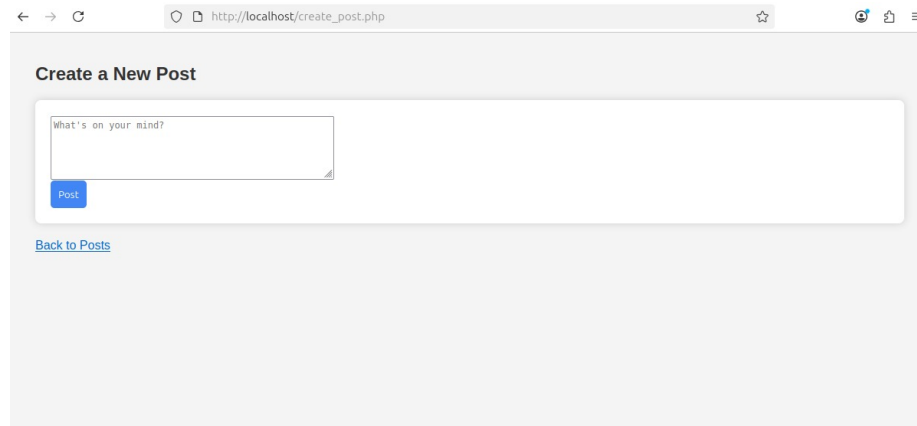 http://localhost/create_post.php
Create a New Post
What's on your mind?
Post
Back to Posts